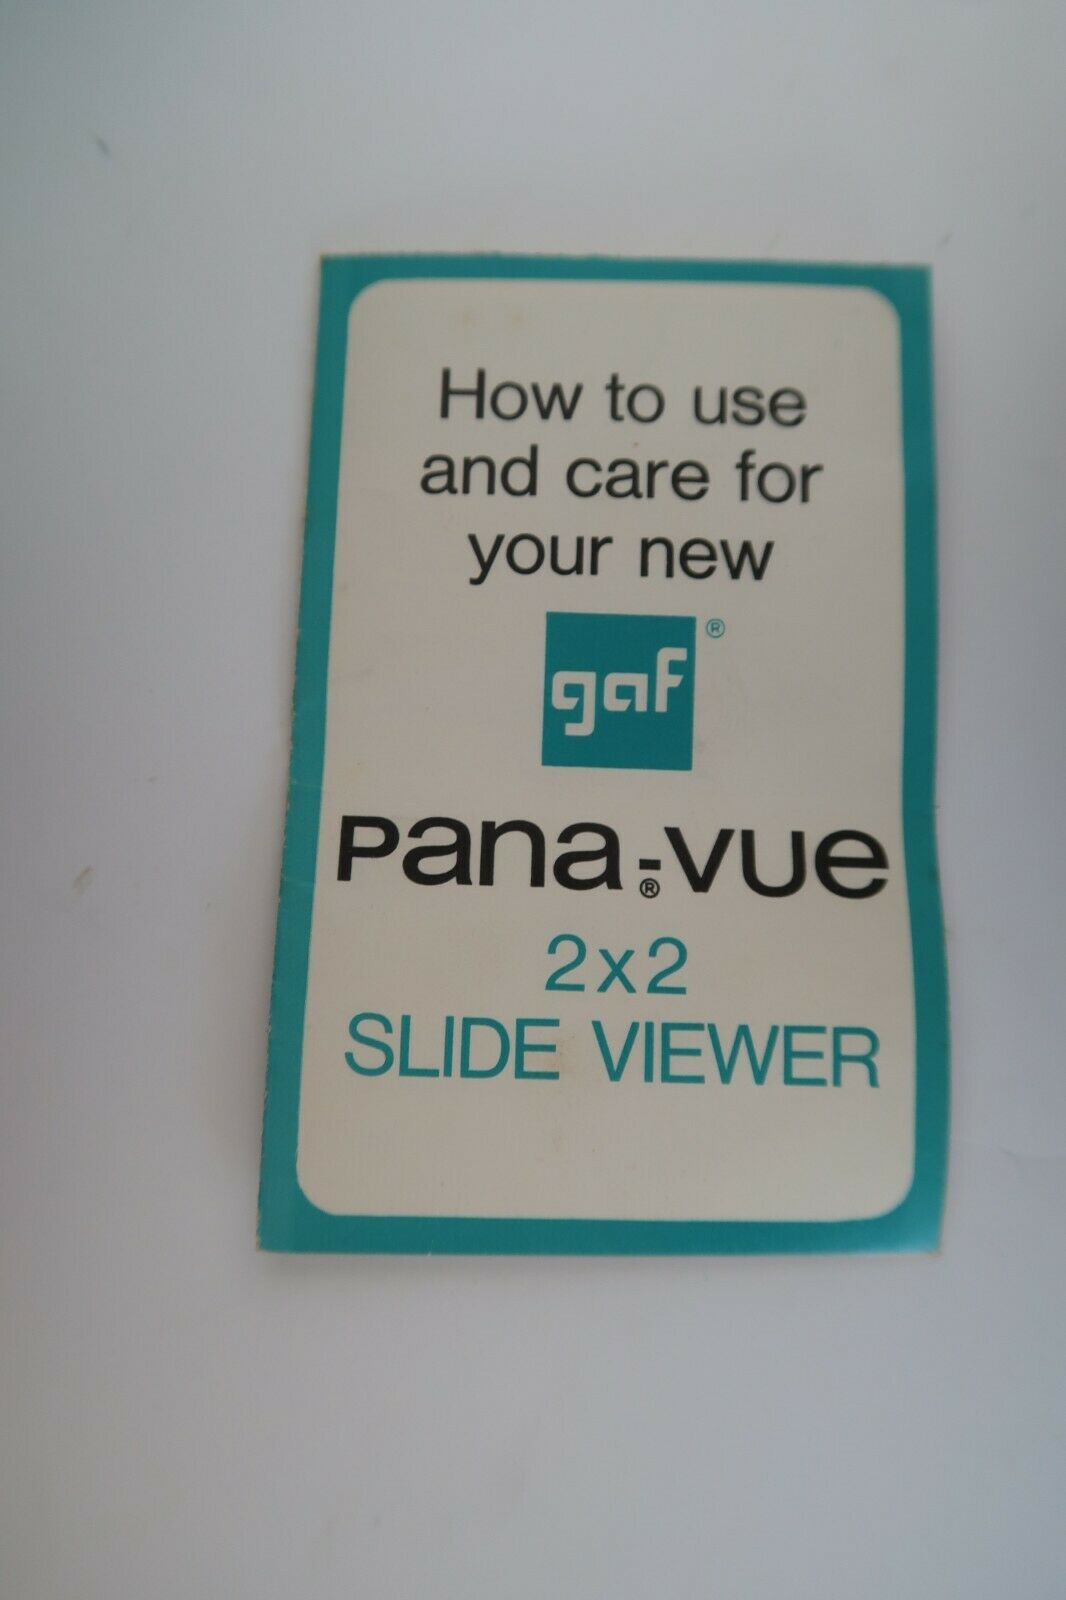 How to use
and care for
your new
gaf ®
Pana-vue ®
2x2
SLIDE VIEWER